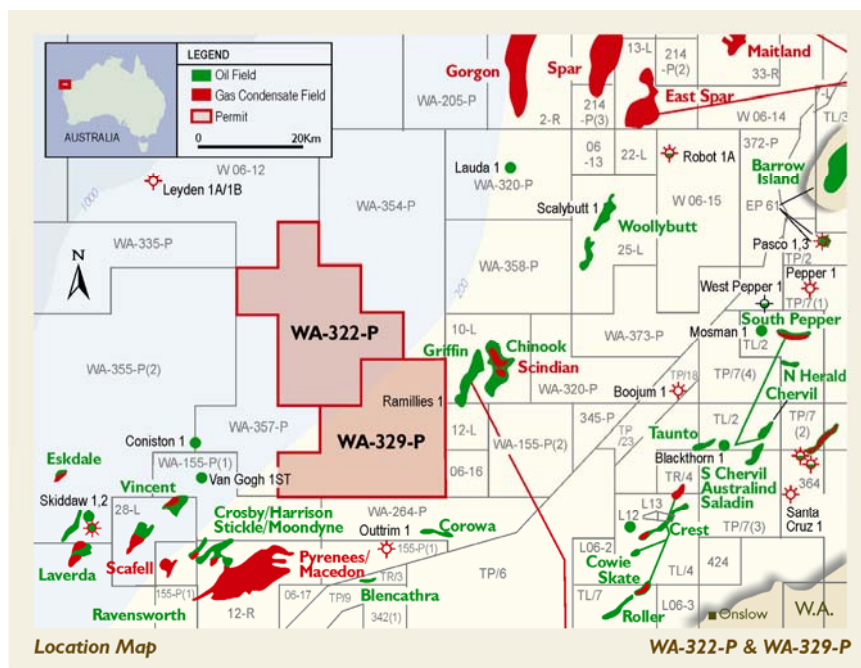 LEGEND
Oil Field
Gas Condensate Field
Permit
0 20Km
AUSTRALIA
Gorgon
Spar
13-L
214
-P(2)
Maitland
33-R
WA-205-P
East Spar
2-R
214
-P(3)
W 06-14
TL/3
-L
06
-13
22-L
372-P
Robot 1A
W 06-12
Leyden 1A/1B
1000
WA-354-P
Lauda 1
WA-320-P
Barrow
Island
Scalybutt 1
W 06-15
EP 61
Woollybutt
25-L
WA-335-P
N
WA-358-P
200
Pasco 1,3
TP/2
Pepper 1
West Pepper 1
TP/7(1)
WA-322-P
10-L
Chinook
Scindian
Griffin
WA-373-P
South Pepper
Mosman 1
TL/2
WA-355-P(2)
TP/18
TP/7(4)
N Herald
Chervil
Ramillies 1
WA-320-P
Boojum 1
WA-357-P
WA-329-P
12-L
345-P
TP
/23
TL/2
TP/7
(2)
Coniston 1
WA-155-P(1)
WA-155-P(2)
Taunto
Blackthorn 1
Eskdale
Van Gogh 1ST
06-16
S Chervil
Australind
Saladin
TR/4
364
Vincent
Skiddaw 1,2
28-L
WA-264-P
Crosby/Harrison
Stickle/Moondyne
Corowa
Outtrim 1
155-P(1)
L12
L13
Crest
TP/7(3)
Santa
Cruz 1
Scafell
Pyrenees/
Macedon
L06-2
Cowie
Skate
TL/4
424
Laverda
155-P(1)
TR/3
TP/6
Blencathra
Ravensworth
12-R
06-17
TP/9
342(1)
TL/7
Roller
L06-3
Onslow
W.A.
Location Map
WA-322-P & WA-329-P